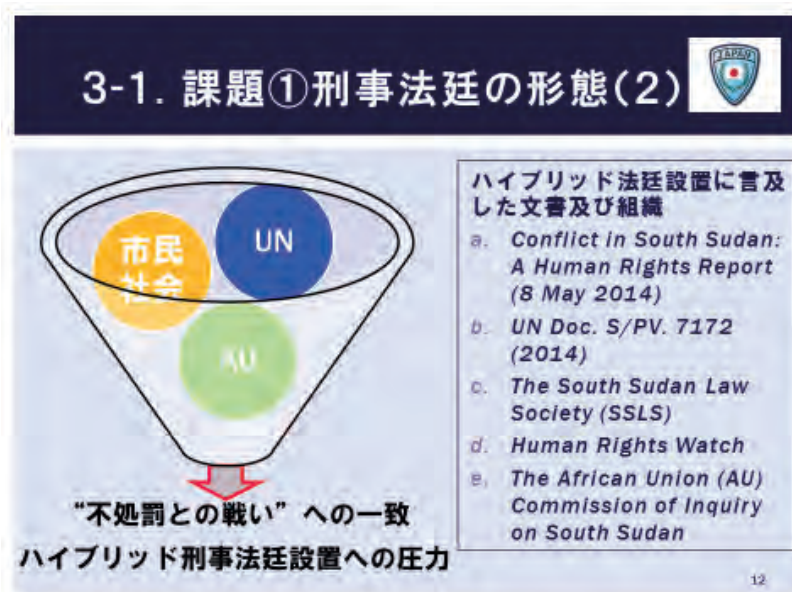 3-1. 課題①刑事法廷の形態(2)
JAPAN
市民
社会
UN
AU
“不処罰との戦い”への一致
ハイブリッド刑事法廷設置への圧力
ハイブリッド法廷設置に言及
した文書及び組織
a. Conflict in South Sudan:
A Human Rights Report
(8 May 2014)
b. UN Doc. S/PV. 7172
(2014)
c. The South Sudan Law
Society (SSLS)
d. Human Rights Watch
e. The African Union (AU)
Commission of Inquiry
on South Sudan
12